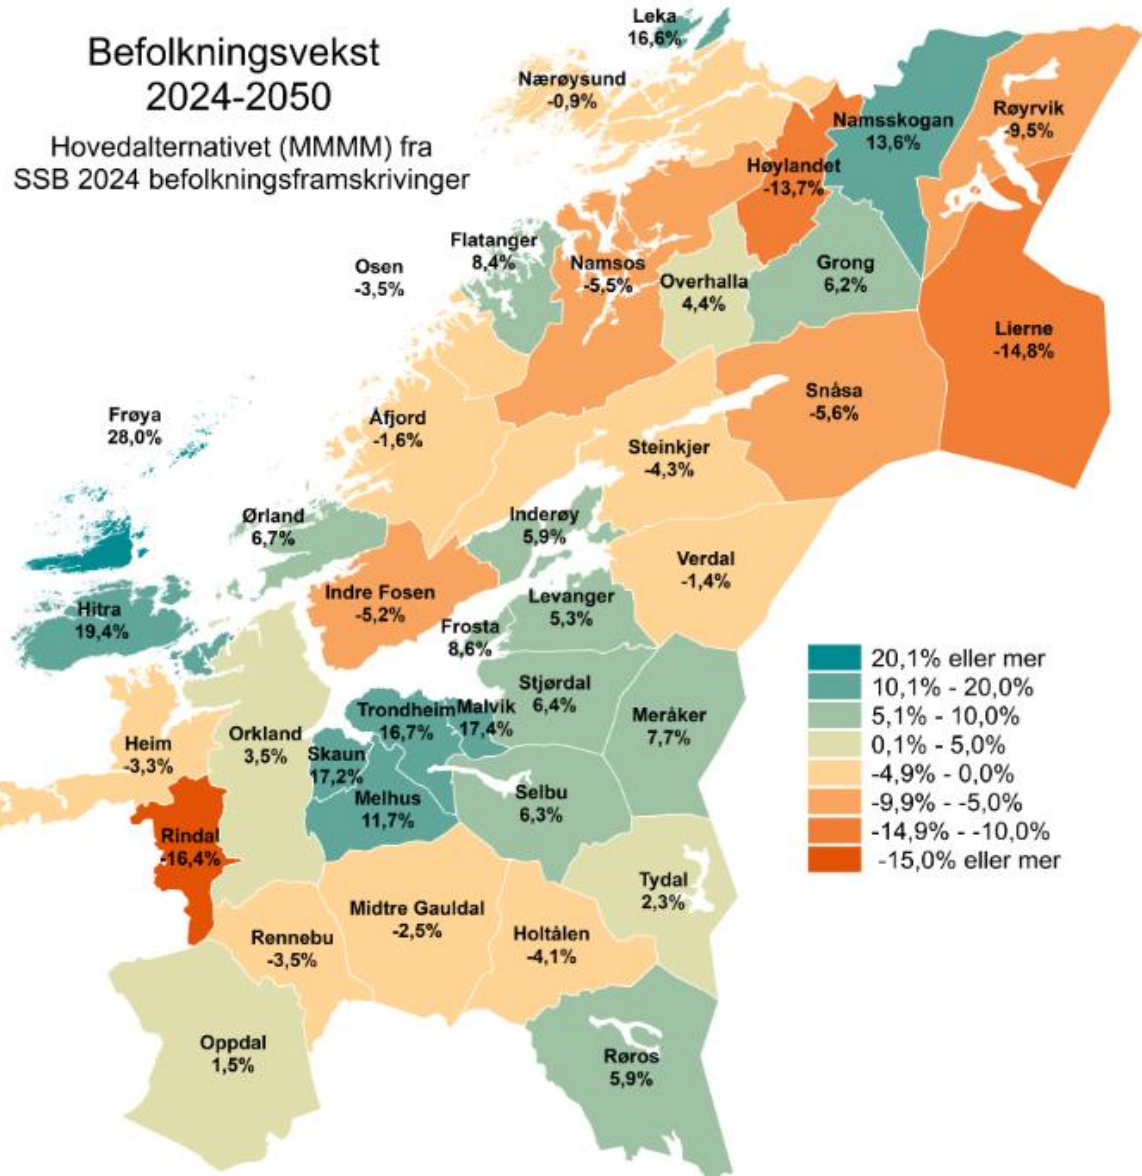 Befolkningsvekst
2024-2050
Hovedalternativet (MMMM) fra
SSB 2024 befolkningsframskrivinger
Leka
16,6%
Nærøysund
-0,9%
Namsskogan
13,6%
Røyrvik
-9,5%
Høylandet
-13,7%
Flatanger
8,4%
Osen
-3,5%
Namsos
-5,5%
Overhalla
4,4%
Grong
6,2%
Lierne
-14,8%
Snåsa
-5,6%
Frøya
28,0%
Åfjord
-1,6%
Steinkjer
-4,3%
Ørland
6,7%
Inderøy
5,9%
Verdal
-1,4%
Indre Fosen
-5,2%
Levanger
5,3%
Hitra
19,4%
Frosta
8,6%
Stjørdal
6,4%
Meråker
7,7%
Trondheim
16,7%
Malvik
17,4%
Orkland
3,5%
Heim
-3,3%
Skaun
17,2%
Melhus
11,7%
Selbu
6,3%
Rindal
-16,4%
Tydal
2,3%
Midtre Gauldal
-2,5%
Rennebu
-3,5%
Holtålen
-4,1%
Oppdal
1,5%
Røros
5,9%
20,1% eller mer
10,1% - 20,0%
5,1% - 10,0%
0,1% - 5,0%
-4,9% - 0,0%
-9,9% - -5,0%
-14,9% - -10,0%
-15,0% eller mer